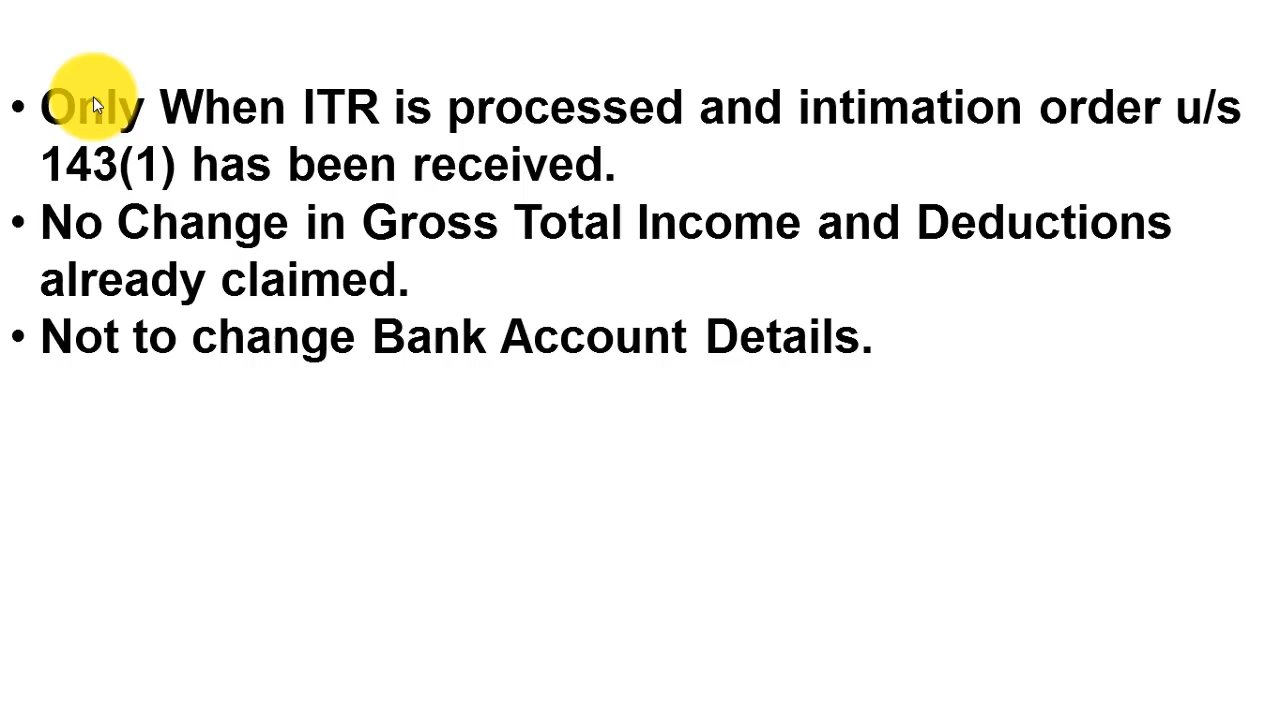 • Only When ITR is processed and intimation order u/s
143(1) has been received.
• No Change in Gross Total Income and Deductions
already claimed.
• Not to change Bank Account Details.